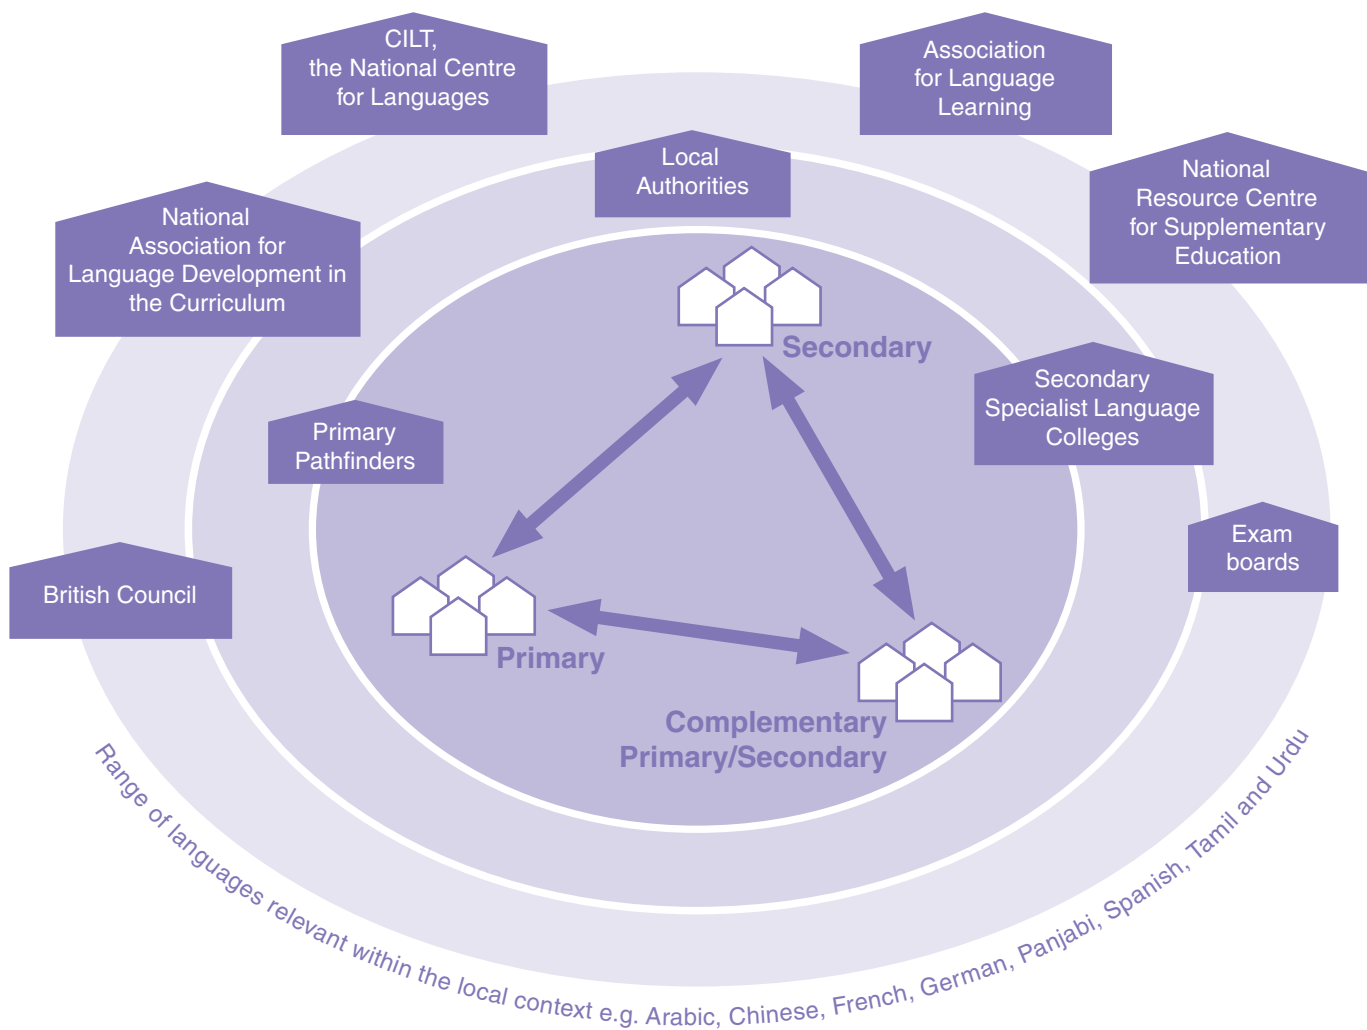 CILT,
the National Centre
for Languages
Association
for Language
Learning
Local
Authorities
National
Resource Centre
for Supplementary
Education
National
Association for
Language Development in
the Curriculum
Secondary
Secondary
Specialist Language
Colleges
Primary
Pathfinders
Exam
boards
British Council
Primary
Complementary
Primary/Secondary
Range of languages relevant within the local context e.g. Arabic, Chinese, French, German, Panjabi, Spanish, Tamil and Urdu